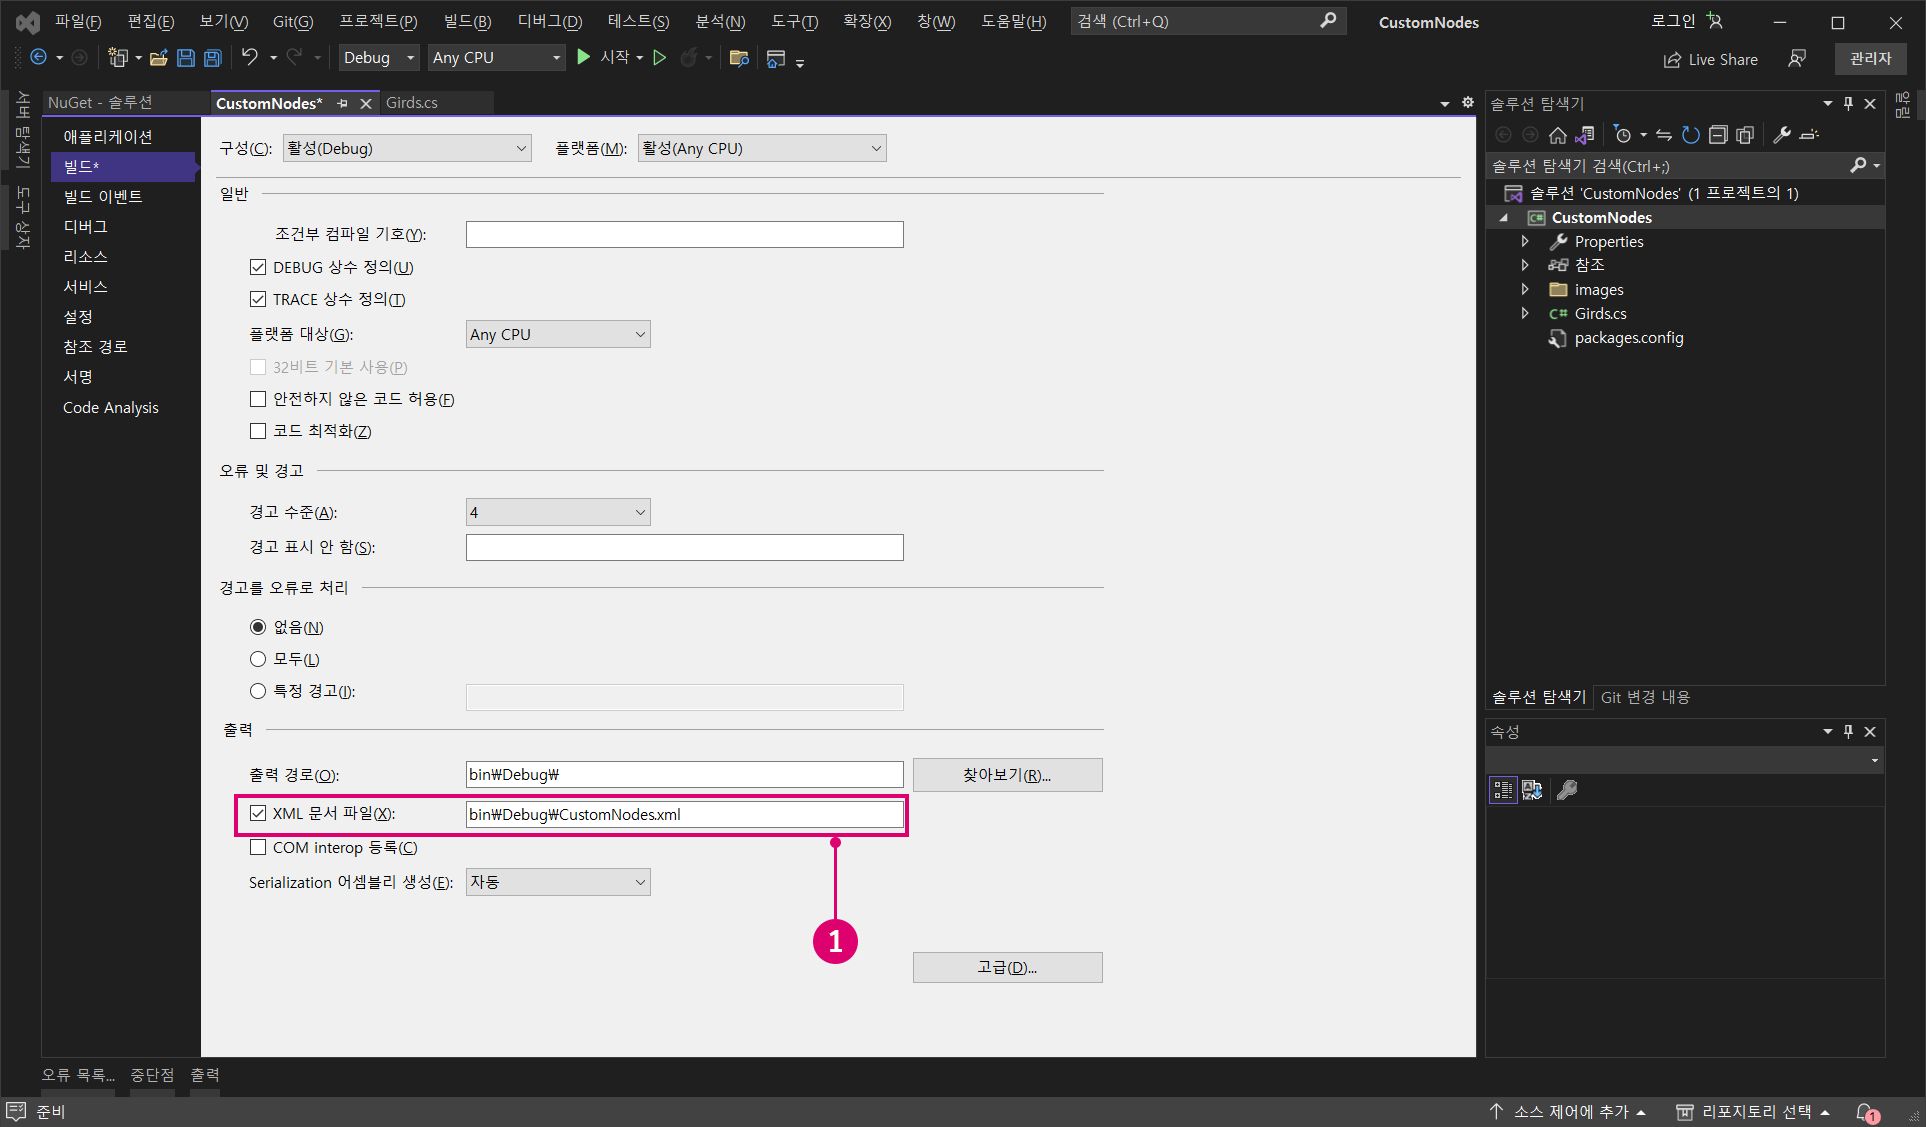 파일(F) 편집(E) 보기(V) Git(G) 프로젝트(P) 빌드(B) 디버그(D) 테스트(S) 분석(N) 도구(T) 확장(X) 창(W) 도움말(H) 검색 (Ctrl+Q) CustomNodes 로그인
Debug Any CPU 시작 Live Share 관리자
서버 탐색기
도구 상자
NuGet - 솔루션 CustomNodes* Girds.cs
애플리케이션
빌드*
빌드 이벤트
디버그
리소스
서비스
설정
참조 경로
서명
Code Analysis
구성(C): 활성(Debug) 플랫폼(M): 활성(Any CPU)
일반
조건부 컴파일 기호(Y):
DEBUG 상수 정의(U)
TRACE 상수 정의(T)
플랫폼 대상(G): Any CPU
32비트 기본 사용(P)
안전하지 않은 코드 허용(F)
코드 최적화(Z)
오류 및 경고
경고 수준(A): 4
경고 표시 안 함(S):
경고를 오류로 처리
없음(N)
모두(L)
특정 경고(I):
출력
출력 경로(O): bin₩Debug₩ 찾아보기(R)...
XML 문서 파일(X): bin₩Debug₩CustomNodes.xml
COM interop 등록(C)
Serialization 어셈블리 생성(E): 자동
1
고급(D)...
솔루션 탐색기
솔루션 탐색기 검색(Ctrl+;)
솔루션 'CustomNodes' (1 프로젝트의 1)
C# CustomNodes
Properties
참조
images
C# Girds.cs
packages.config
솔루션 탐색기 Git 변경 내용
속성
알림
오류 목록... 중단점 출력
준비 소스 제어에 추가 리포지토리 선택 1